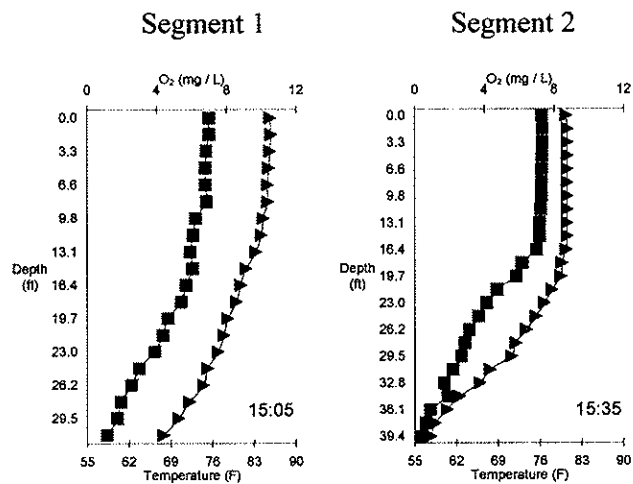 Segment 1
Segment 2
O₂ (mg / L)
O₂ (mg / L)
0 4 8 12
0 4 8 12
0.0
3.3
6.6
9.8
13.1
Depth
(ft)
16.4
19.7
23.0
26.2
29.5
15:05
55 62 69 76 83 90
Temperature (F)
0.0
3.3
6.6
9.8
13.1
16.4
Depth
(ft)
19.7
23.0
26.2
29.5
32.8
36.1
39.4
15:35
55 62 69 76 83 90
Temperature (F)